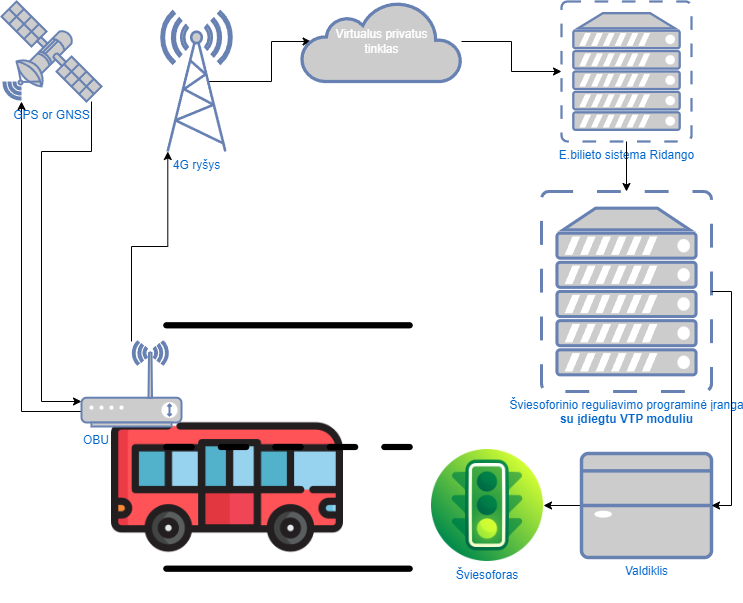 Virtualus privatus
tinklas
GPS or GNSS
4G ryšys
E.bilieto sistema Ridango
Šviesoforinio reguliavimo programinė įranga
su įdiegtu VTP moduliu
OBU
Šviesoforas
Valdiklis